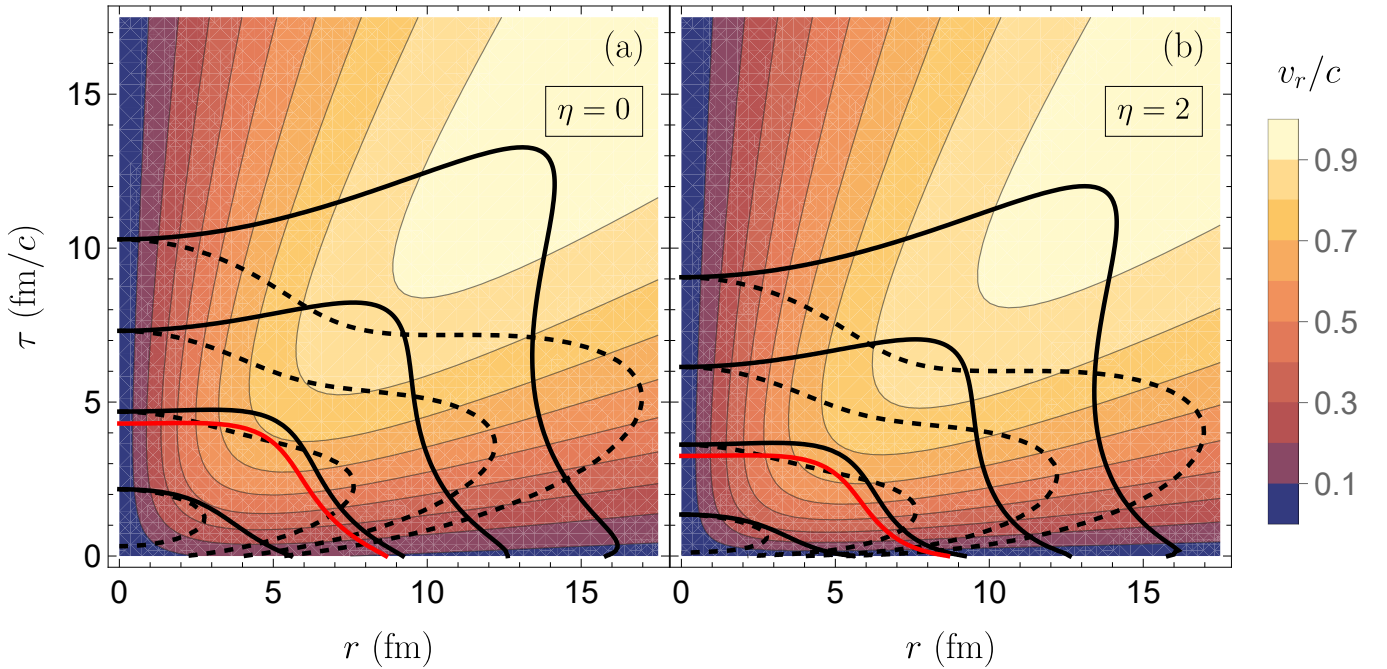 (a)
(b)
η = 0
η = 2
v_r/c
0.9
0.7
0.5
0.3
0.1
15
10
5
0
τ (fm/c)
0 5 10 15
0 5 10 15
r (fm)
r (fm)